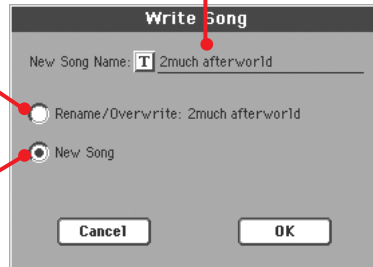 Write Song
New Song Name: T 2much afterworld
Rename/Overwrite: 2much afterworld
New Song
Cancel OK